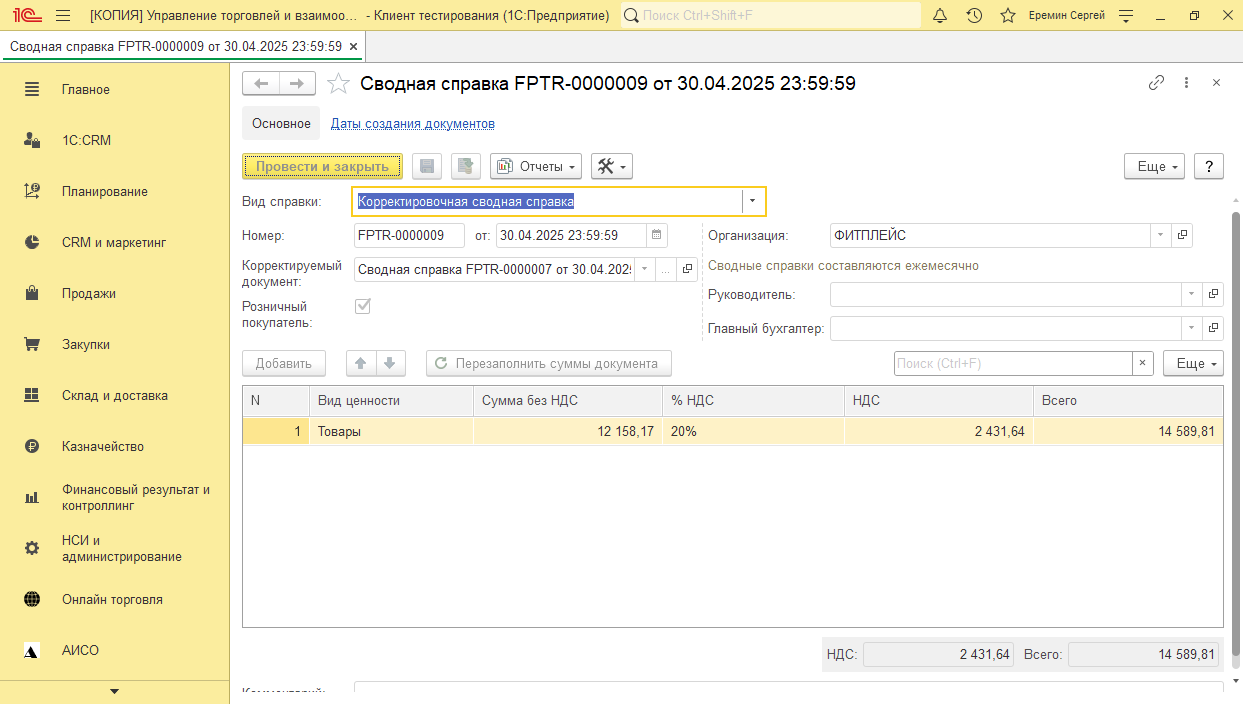 1С [КОПИЯ] Управление торговлей и взаимоо... - Клиент тестирования (1С:Предприятие) Поиск Ctrl+Shift+F Еремин Сергей
Сводная справка FPTR-0000009 от 30.04.2025 23:59:59 ×
Главное
1С:CRM
Планирование
CRM и маркетинг
Продажи
Закупки
Склад и доставка
Казначейство
Финансовый результат и
контроллинг
НСИ и
администрирование
Онлайн торговля
АИСО
Сводная справка FPTR-0000009 от 30.04.2025 23:59:59
Основное Даты создания документов
Провести и закрыть Отчеты Еще ?
Вид справки: Корректировочная сводная справка
Номер: FPTR-0000009 от: 30.04.2025 23:59:59 Организация: ФИТПЛЕЙС
Корректируемый
документ: Сводная справка FPTR-0000007 от 30.04.202 ... Сводные справки составляются ежемесячно
Розничный
покупатель:
Руководитель:
Главный бухгалтер:
Добавить Перезаполнить суммы документа Поиск (Ctrl+F) × Еще
N Вид ценности Сумма без НДС % НДС НДС Всего
1 Товары 12 158,17 20% 2 431,64 14 589,81
НДС: 2 431,64 Всего: 14 589,81